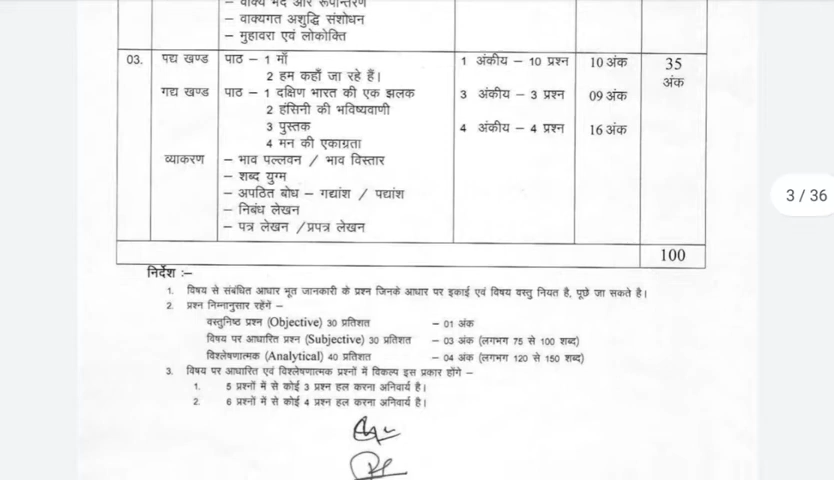 – वाक्य भेद और रूपान्तरण
– वाक्यगत अशुद्धि संशोधन
– मुहावरा एवं लोकोक्ति
03. पद्य खण्ड पाठ – 1 माँ 1 अंकीय – 10 प्रश्न 10 अंक 35
2 हम कहाँ जा रहे हैं। अंक
गद्य खण्ड पाठ – 1 दक्षिण भारत की एक झलक 3 अंकीय – 3 प्रश्न 09 अंक
2 हंसिनी की भविष्यवाणी
3 पुस्तक 4 अंकीय – 4 प्रश्न 16 अंक
4 मन की एकाग्रता
व्याकरण – भाव पल्लवन / भाव विस्तार
– शब्द युग्म
– अपठित बोध – गद्यांश / पद्यांश
– निबंध लेखन
– पत्र लेखन /प्रपत्र लेखन
100
निर्देश :–
1. विषय से संबंधित आधार भूत जानकारी के प्रश्न जिनके आधार पर इकाई एवं विषय वस्तु नियत है, पूछे जा सकते है।
2. प्रश्न निम्नानुसार रहेंगे –
वस्तुनिष्ठ प्रश्न (Objective) 30 प्रतिशत – 01 अंक
विषय पर आधारित प्रश्न (Subjective) 30 प्रतिशत – 03 अंक (लगभग 75 से 100 शब्द)
विश्लेषणात्मक (Analytical) 40 प्रतिशत – 04 अंक (लगभग 120 से 150 शब्द)
3. विषय पर आधारित एवं विश्लेषणात्मक प्रश्नों में विकल्प इस प्रकार होंगे –
1. 5 प्रश्नों में से कोई 3 प्रश्न हल करना अनिवार्य है।
2. 6 प्रश्नों में से कोई 4 प्रश्न हल करना अनिवार्य है।
3 / 36